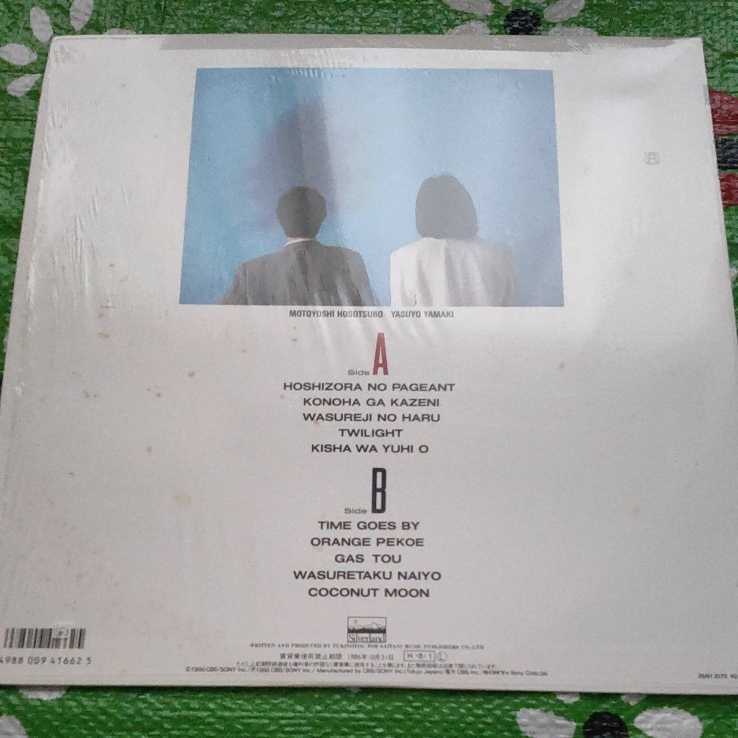 MOTOYOSHI HOSOTSUBO YASUYO YAMAKI
Side A
HOSHIZORA NO PAGEANT
KONOHA GA KAZENI
WASUREJI NO HARU
TWILIGHT
KISHA WA YUHI O
Side B
TIME GOES BY
ORANGE PEKOE
GAS TOU
WASURETAKU NAIYO
COCONUT MOON
Silverland
4988 009 41662 5